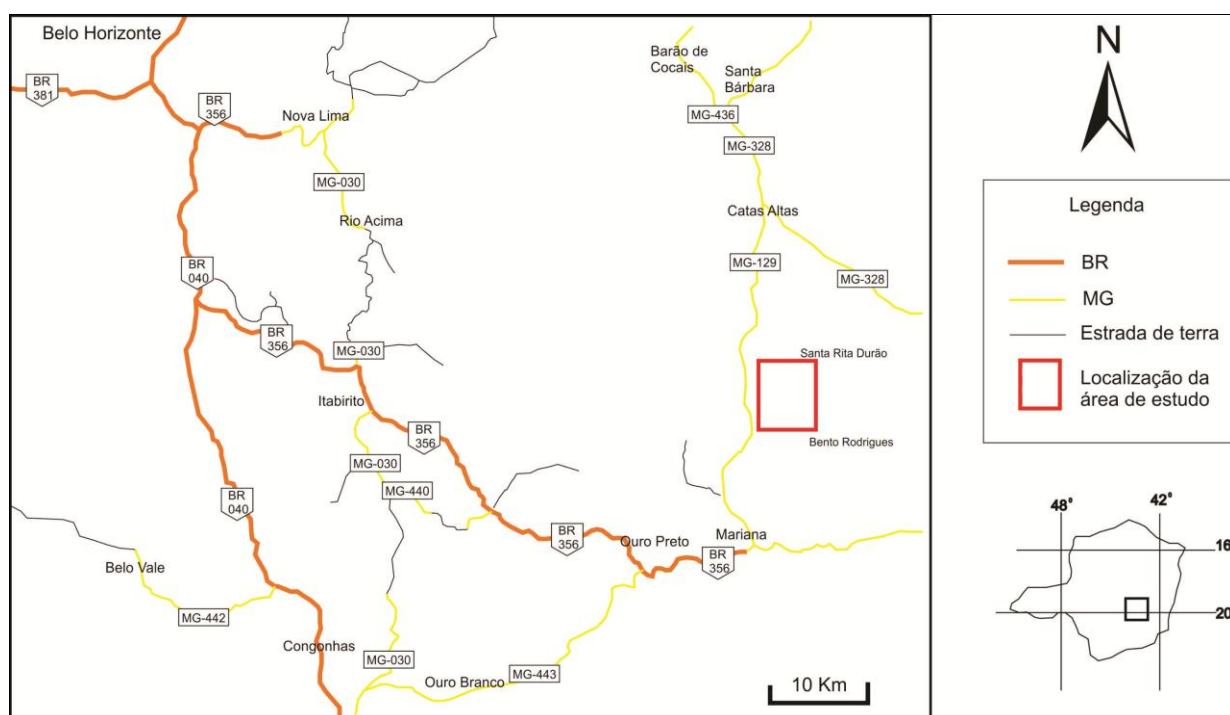 Belo Horizonte
BR
381
BR
356
Nova Lima
MG-030
Rio Acima
BR
040
BR
356
MG-030
Itabirito
BR
356
MG-030
MG-440
BR
040
BR
356
Ouro Preto
Mariana
BR
356
Belo Vale
MG-442
Congonhas
MG-030
Ouro Branco
MG-443
10 Km
Barão de
Cocais
Santa
Bárbara
MG-436
MG-328
Catas Altas
MG-129
MG-328
Santa Rita Durão
Bento Rodrigues
N
Legenda
BR
MG
Estrada de terra
Localização da
área de estudo
48°
42°
16
20